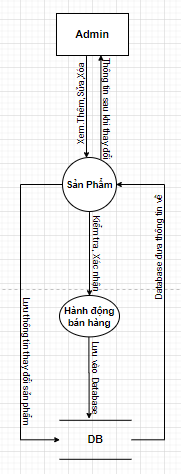 Admin
Xem,Thêm,Sửa,Xóa
Thông tin sau khi thay đổi
Sản Phẩm
Kiểm tra ,Xác nhận
Database đưa thông tin về
Hành động
bán hàng
Lưu thông tin thay đổi sản phẩm
Lưu vào Database
DB